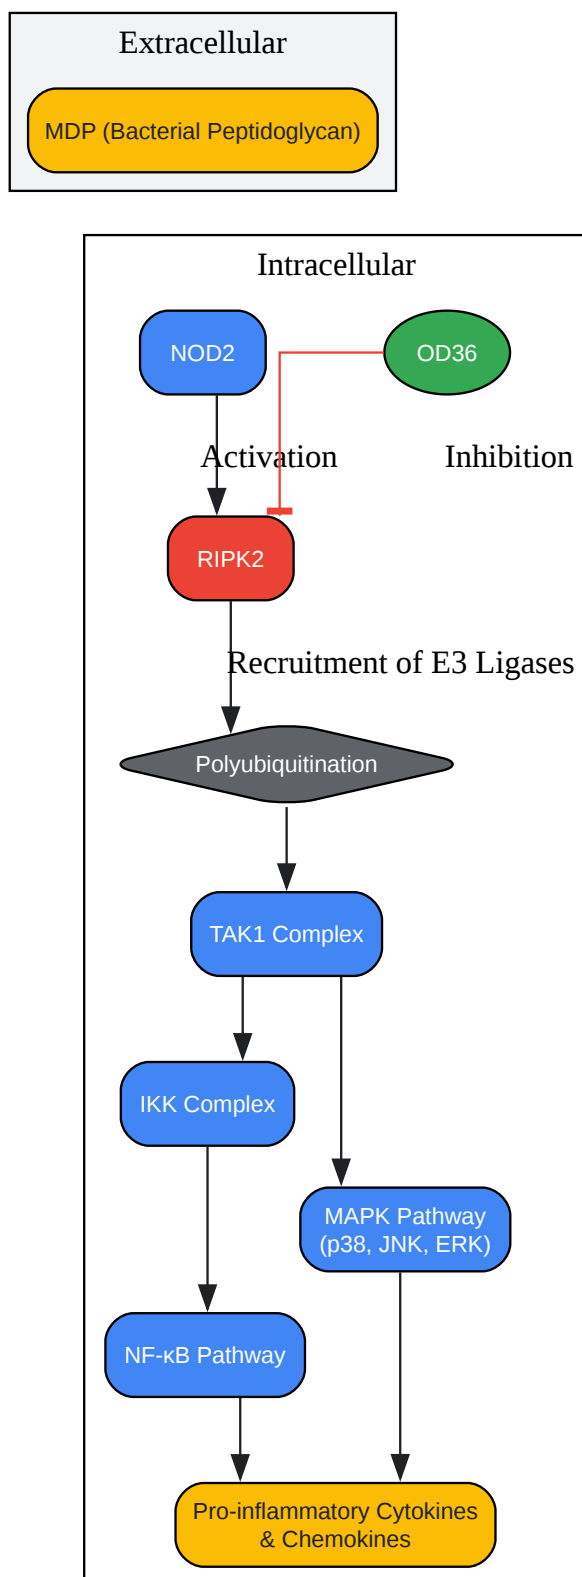 Extracellular
MDP (Bacterial Peptidoglycan)
Intracellular
NOD2
OD36
Activation
Inhibition
RIPK2
Recruitment of E3 Ligases
Polyubiquitination
TAK1 Complex
IKK Complex
MAPK Pathway
(p38, JNK, ERK)
NF-κB Pathway
Pro-inflammatory Cytokines
& Chemokines